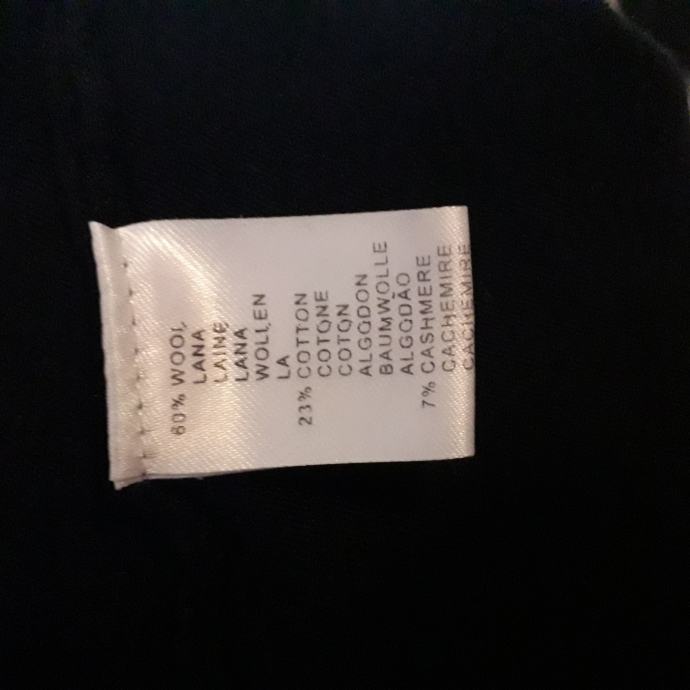 60% WOOL
LANA
LAINE
LANA
WOLLEN
LA
23% COTTON
COTONE
COTON
ALGODON
BAUMWOLLE
ALGODÃO
7% CASHMERE
CACHEMIRE
CACHEMIRE